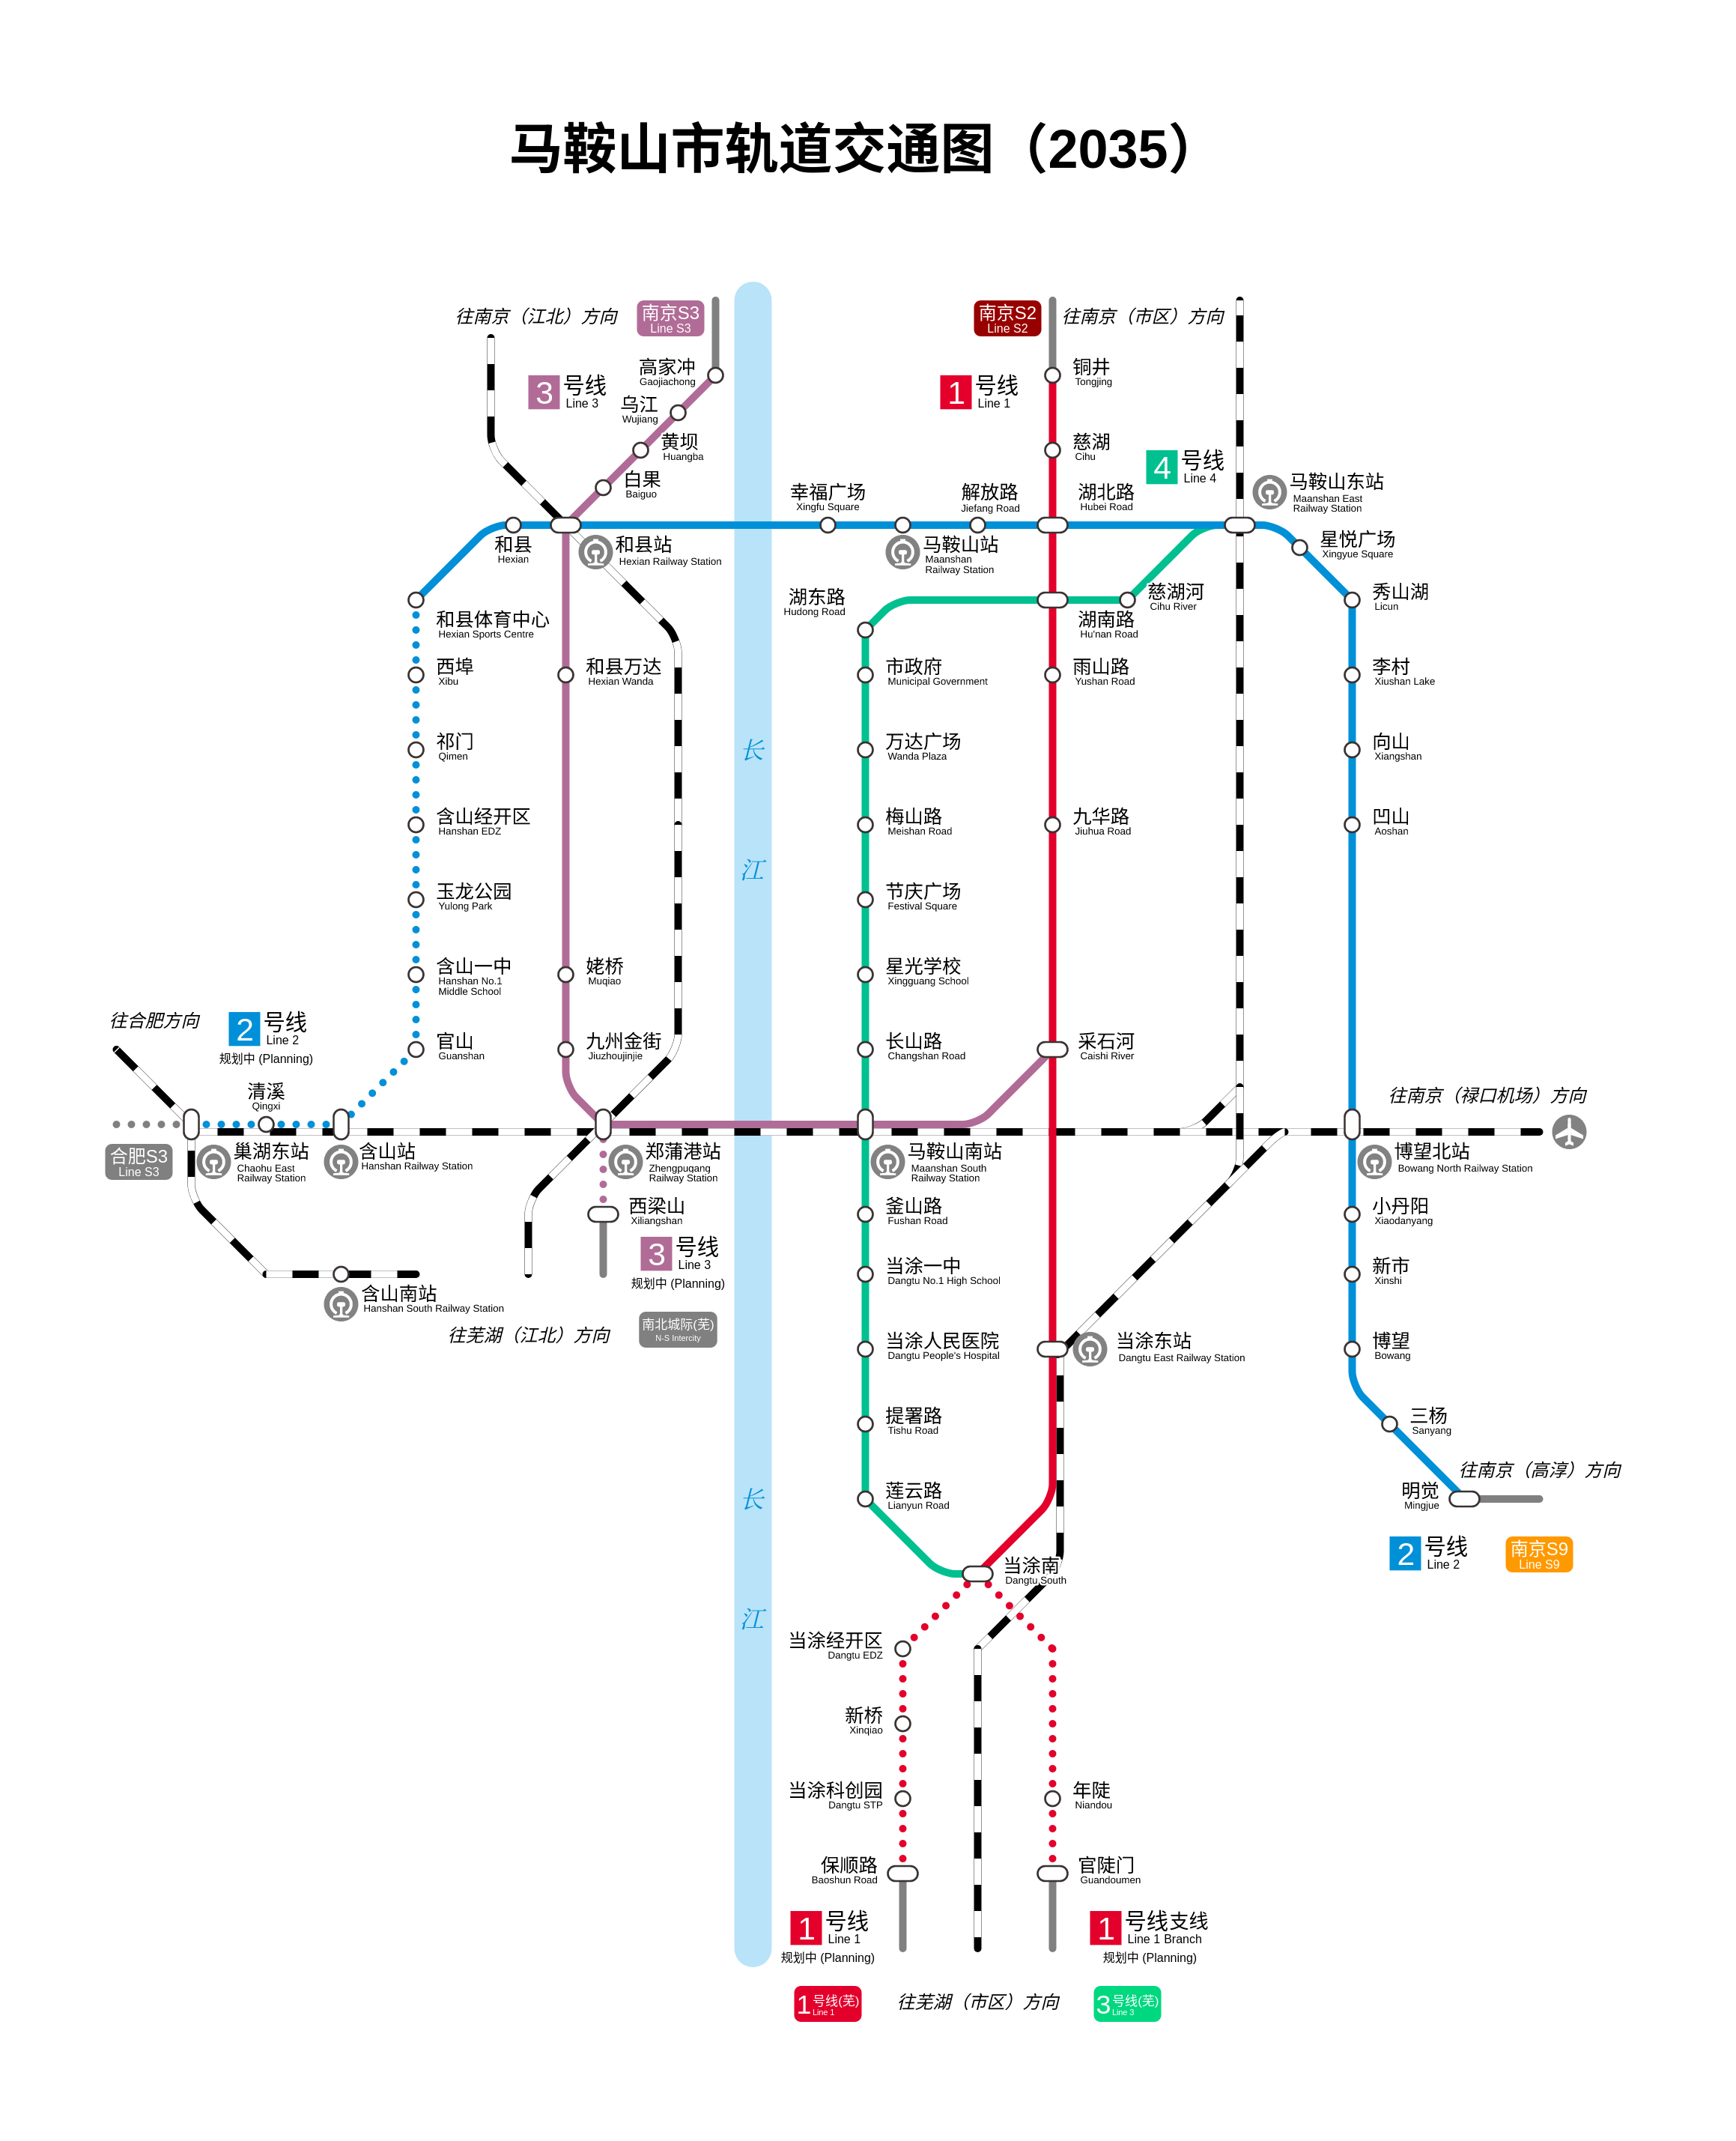 马鞍山市轨道交通图（2035）
往南京（江北）方向
南京S3
Line S3
南京S2
Line S2
往南京（市区）方向
3 号线
Line 3
高家冲
Gaojiachong
乌江
Wujiang
黄坝
Huangba
白果
Baiguo
1 号线
Line 1
铜井
Tongjing
慈湖
Cihu
4 号线
Line 4
马鞍山东站
Maanshan East
Railway Station
幸福广场
Xingfu Square
解放路
Jiefang Road
湖北路
Hubei Road
和县
Hexian
和县站
Hexian Railway Station
马鞍山站
Maanshan
Railway Station
星悦广场
Xingyue Square
和县体育中心
Hexian Sports Centre
湖东路
Hudong Road
湖南路
Hu'nan Road
慈湖河
Cihu River
秀山湖
Licun
西埠
Xibu
和县万达
Hexian Wanda
市政府
Municipal Government
雨山路
Yushan Road
李村
Xiushan Lake
祁门
Qimen
长
万达广场
Wanda Plaza
向山
Xiangshan
含山经开区
Hanshan EDZ
梅山路
Meishan Road
九华路
Jiuhua Road
凹山
Aoshan
江
玉龙公园
Yulong Park
节庆广场
Festival Square
含山一中
Hanshan No.1
Middle School
姥桥
Muqiao
星光学校
Xingguang School
往合肥方向
2 号线
Line 2
规划中 (Planning)
官山
Guanshan
九州金街
Jiuzhoujinjie
长山路
Changshan Road
采石河
Caishi River
清溪
Qingxi
往南京（禄口机场）方向
合肥S3
Line S3
巢湖东站
Chaohu East
Railway Station
含山站
Hanshan Railway Station
郑蒲港站
Zhengpuqang
Railway Station
马鞍山南站
Maanshan South
Railway Station
博望北站
Bowang North Railway Station
西梁山
Xiliangshan
釜山路
Fushan Road
小丹阳
Xiaodanyang
3 号线
Line 3
规划中 (Planning)
当涂一中
Dangtu No.1 High School
新市
Xinshi
含山南站
Hanshan South Railway Station
往芜湖（江北）方向
南北城际(芜)
N-S Intercity
当涂人民医院
Dangtu People's Hospital
当涂东站
Dangtu East Railway Station
博望
Bowang
提署路
Tishu Road
三杨
Sanyang
往南京（高淳）方向
长
莲云路
Lianyun Road
明觉
Mingjue
2 号线
Line 2
南京S9
Line S9
当涂南
Dangtu South
江
当涂经开区
Dangtu EDZ
新桥
Xinqiao
当涂科创园
Dangtu STP
年陡
Niandou
保顺路
Baoshun Road
官陡门
Guandoumen
1 号线
Line 1
规划中 (Planning)
1 号线支线
Line 1 Branch
规划中 (Planning)
1 号线(芜)
Line 1
往芜湖（市区）方向
3 号线(芜)
Line 3